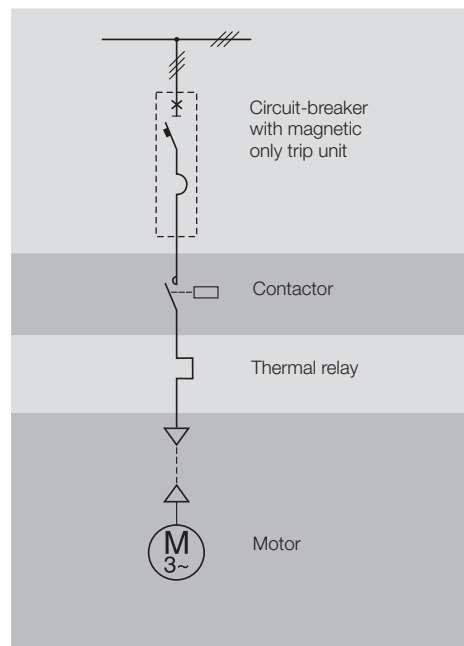 Circuit-breaker
with magnetic
only trip unit
Contactor
Thermal relay
M
3~
Motor